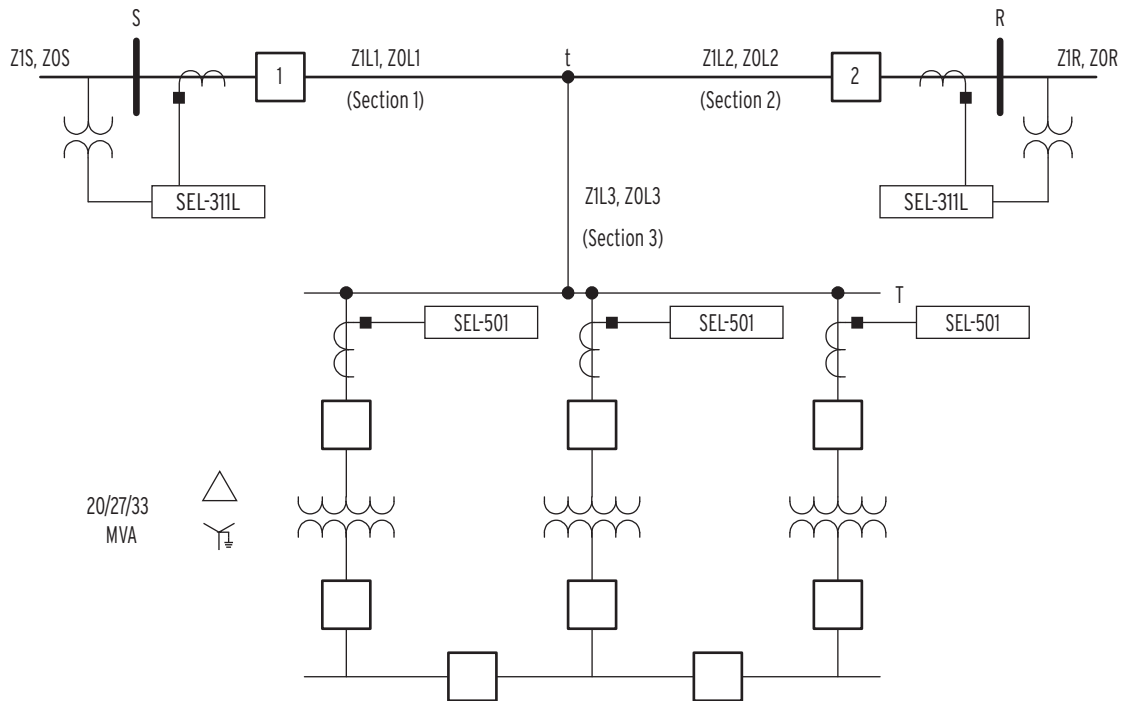 S
R
Z1S, Z0S
1
Z1L1, Z0L1
(Section 1)
t
Z1L2, Z0L2
(Section 2)
2
Z1R, Z0R
SEL-311L
SEL-311L
Z1L3, Z0L3
(Section 3)
T
SEL-501
SEL-501
SEL-501
20/27/33
MVA